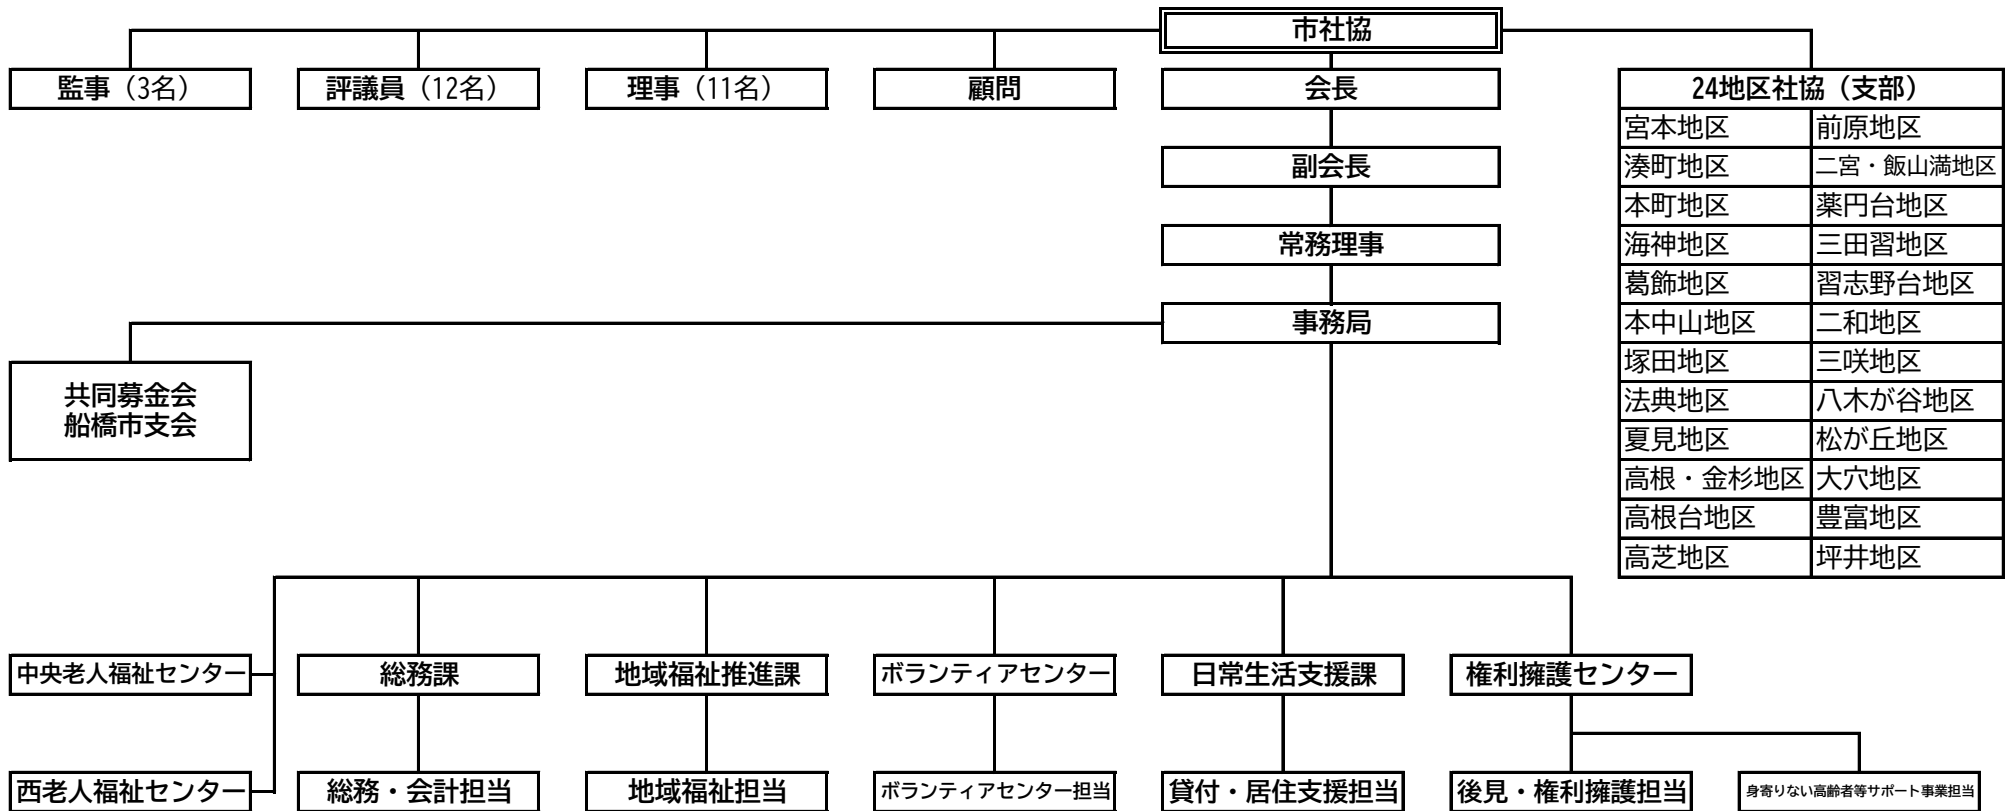 市社協
監事（3名）
評議員（12名）
理事（11名）
顧問
会長
24地区社協（支部）
宮本地区
前原地区
湊町地区
二宮・飯山満地区
副会長
本町地区
薬円台地区
海神地区
三田習地区
常務理事
葛飾地区
習志野台地区
本中山地区
二和地区
事務局
塚田地区
三咲地区
法典地区
八木が谷地区
共同募金会
船橋市支会
夏見地区
松が丘地区
高根・金杉地区
大穴地区
高根台地区
豊富地区
高芝地区
坪井地区
中央老人福祉センター
総務課
地域福祉推進課
ボランティアセンター
日常生活支援課
権利擁護センター
西老人福祉センター
総務・会計担当
地域福祉担当
ボランティアセンター担当
貸付・居住支援担当
後見・権利擁護担当
身寄りない高齢者等サポート事業担当